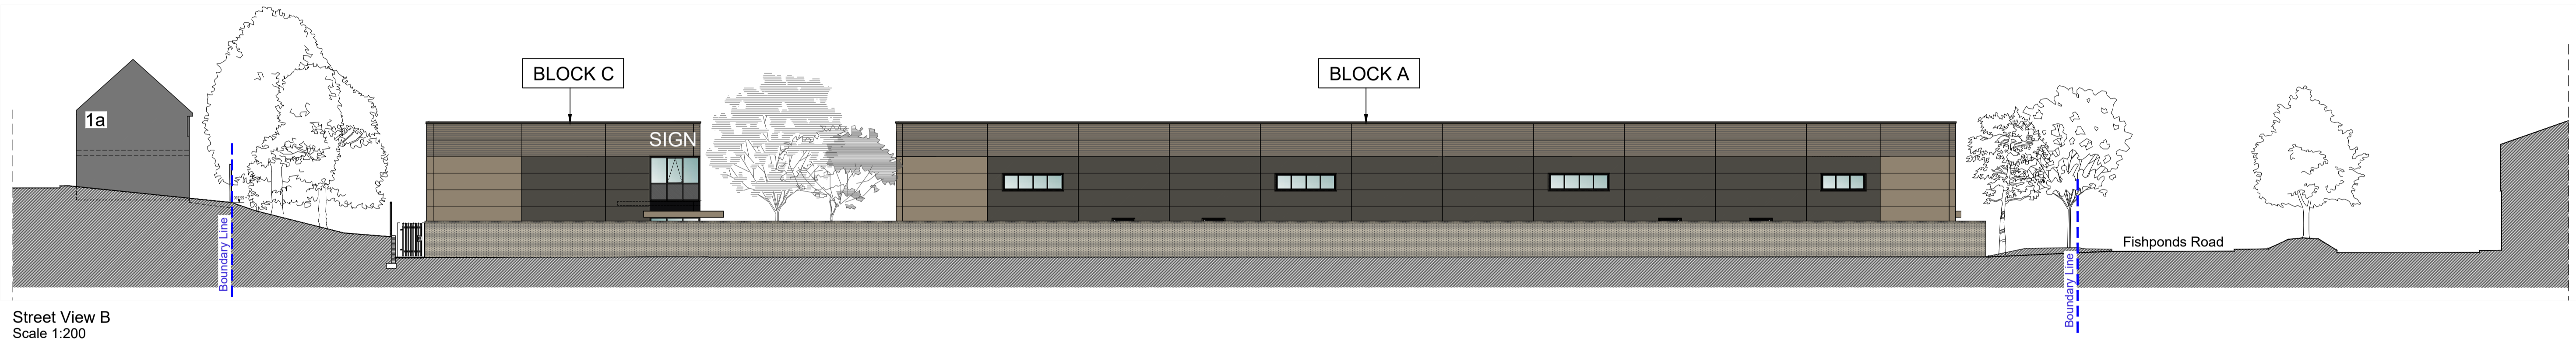 BLOCK C
BLOCK A
1a
SIGN
Boundary Line
Fishponds Road
Boundary Line
Street View B
Scale 1:200